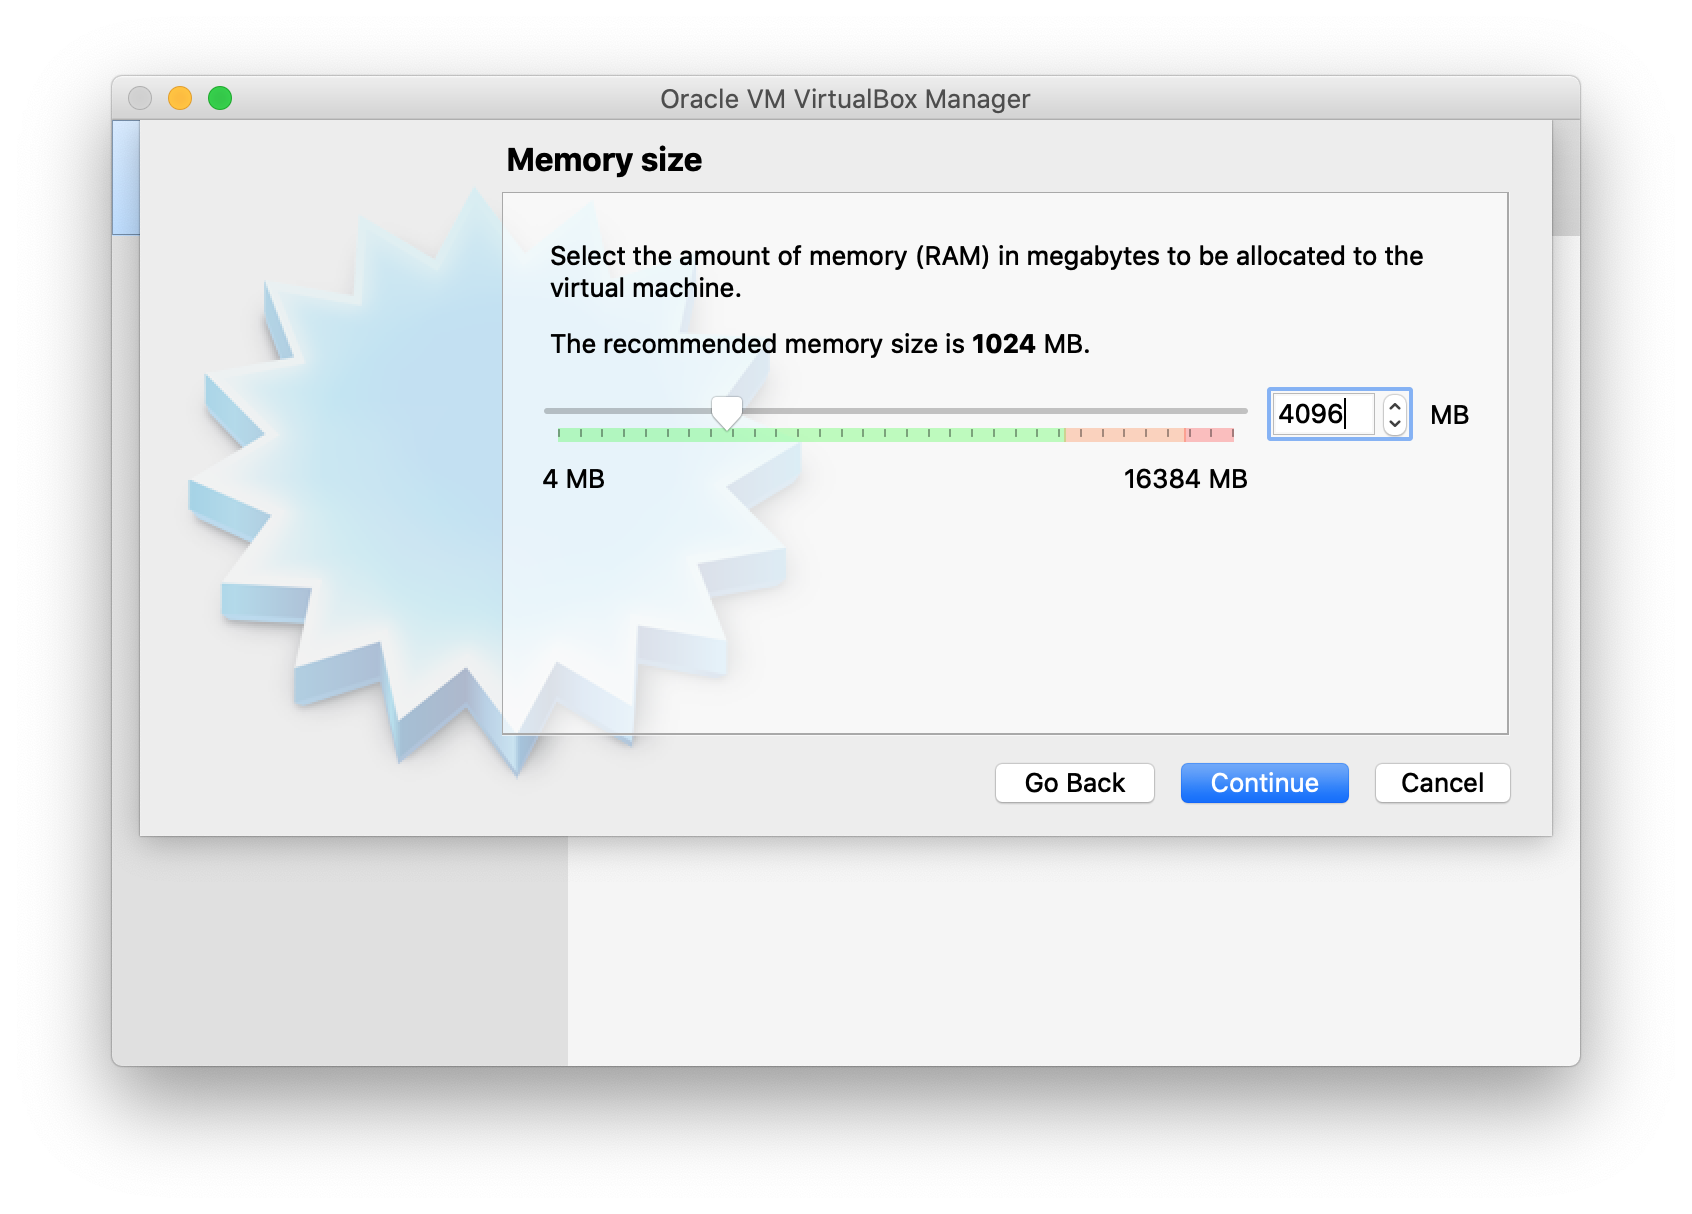 Oracle VM VirtualBox Manager
Memory size
Select the amount of memory (RAM) in megabytes to be allocated to the
virtual machine.
The recommended memory size is 1024 MB.
4096 MB
4 MB 16384 MB
Go Back Continue Cancel